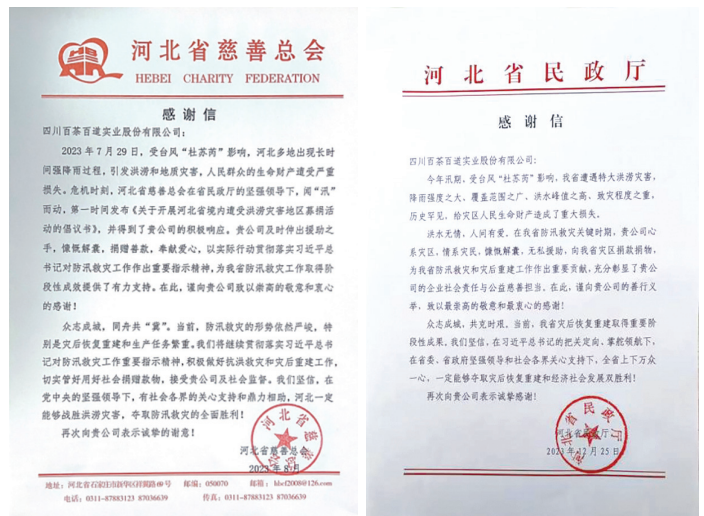 河北省慈善总会
HEBEI CHARITY FEDERATION
感谢信
四川百茶百道实业股份有限公司：
2023年7月29日，受台风“杜苏芮”影响，河北多地出现长时
间强降雨过程，引发洪涝和地质灾害，人民群众的生命财产遭受严重
损失。危机时刻，河北省慈善总会在省民政厅的坚强领导下，闻“汛”
而动，第一时间发布《关于开展河北省境内遭受洪涝灾害地区募捐活
动的倡议书》，并得到了贵公司的积极响应。贵公司及时伸出援助之
手，慷慨解囊，捐赠善款，奉献爱心，以实际行动贯彻落实习近平总
书记对防汛救灾工作作出重要指示精神，为我省防汛救灾工作取得阶
段性成效提供了有力支持。在此，谨向贵公司致以崇高的敬意和衷心
的感谢！
众志成城，同舟共“冀”。当前，防汛救灾的形势依然严峻，特
别是灾后恢复重建和生产任务繁重。我们将继续贯彻落实习近平总书
记对防汛救灾工作重要指示精神，积极做好抗洪救灾和灾后重建工作，
切实管好用好社会捐赠款物，接受贵公司及社会监督。我们坚信，在
党中央的坚强领导下，有社会各界的关心支持和鼎力相助，河北一定
能够战胜洪涝灾害，夺取防汛救灾的全面胜利！
再次向贵公司表示诚挚的谢意！
河北省慈善总会
2023年8月
地址：河北省石家庄市新华区祥翼路69号 邮编：050070 邮箱：hbcf2008@126.com
电话：0311-87883123 87036639 传真：0311-87883123 87036639
河北省民政厅
感谢信
四川百茶百道实业股份有限公司：
今年汛期，受台风“杜苏芮”影响，我省遭遇特大洪涝灾害，
降雨强度之大、覆盖范围之广、洪水峰值之高、致灾程度之重，
历史罕见，给灾区人民生命财产造成了重大损失。
洪水无情、人间有爱。在我省防汛救灾关键时期，贵公司心
系灾区，情系灾民，慷慨解囊，无私援助，向我省灾区捐款捐物，
为我省防汛救灾和灾后重建工作作出重要贡献，充分彰显了贵公
司的企业社会责任与公益慈善担当。在此，谨向贵公司的善行义
举，致以最崇高的敬意和最衷心的感谢！
众志成城，共克时艰。当前，我省灾后恢复重建取得重要阶
段性成果。我们坚信，在习近平总书记的把关定向、掌舵领航下，
在省委、省政府坚强领导和社会各界关心支持下，全省上下万众
一心，一定能够夺取灾后恢复重建和经济社会发展双胜利！
再次向贵公司表示诚挚感谢！
河北省民政厅
2023年12月25日